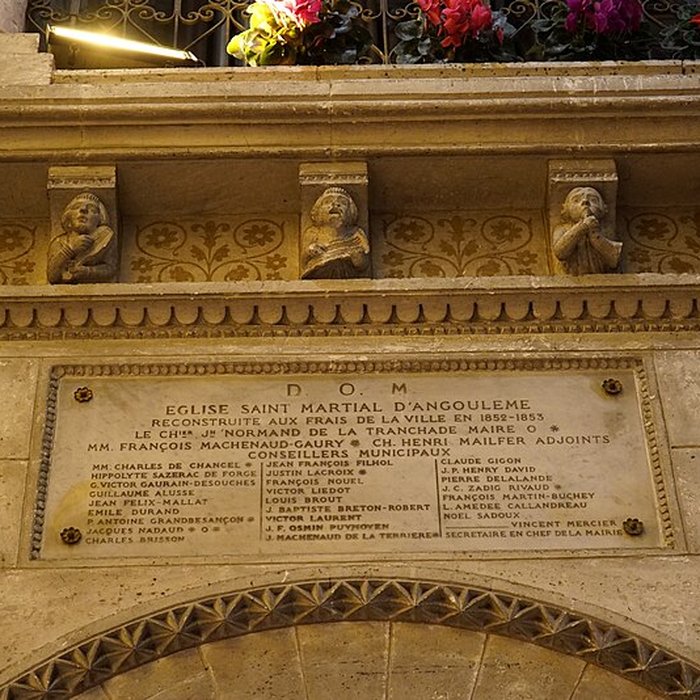 D. O. M.
EGLISE SAINT MARTIAL D'ANGOULEME
RECONSTRUITE AUX FRAIS DE LA VILLE EN 1852-1853
LE CHIER JH NORMAND DE LA TRANCHADE MAIRE O *
MM. FRANÇOIS MACHENAUD-GAURY * CH. HENRI MAILFER ADJOINTS
CONSEILLERS MUNICIPAUX
MM. CHARLES DE CHANCEL *
HIPPOLYTE SAZERAC DE FORGE
G. VICTOR GAURAIN-DESOUCHES
GUILLAUME ALUSSE
JEAN FELIX-MALLAT
EMILE DURAND
P. ANTOINE GRANDBESANÇON *
JACQUES NADAUD * O *
CHARLES BRISSON
JEAN FRANÇOIS FILHOL
JUSTIN LACROIX *
FRANÇOIS NOUEL
VICTOR LIEDOT
LOUIS BROUT
J. BAPTISTE BRETON-ROBERT
VICTOR LAURENT
J. F. OSMIN PUYMOYEN
J. MACHENAUD DE LA TERRIERE *
CLAUDE GIGON
J. P. HENRY DAVID
PIERRE DELALANDE
J. C. ZADIG RIVAUD *
FRANÇOIS MARTIN-BUCHEY
L. AMEDEE CALLANDREAU
NOEL SADOUX
VINCENT MERCIER
SECRETAIRE EN CHEF DE LA MAIRIE